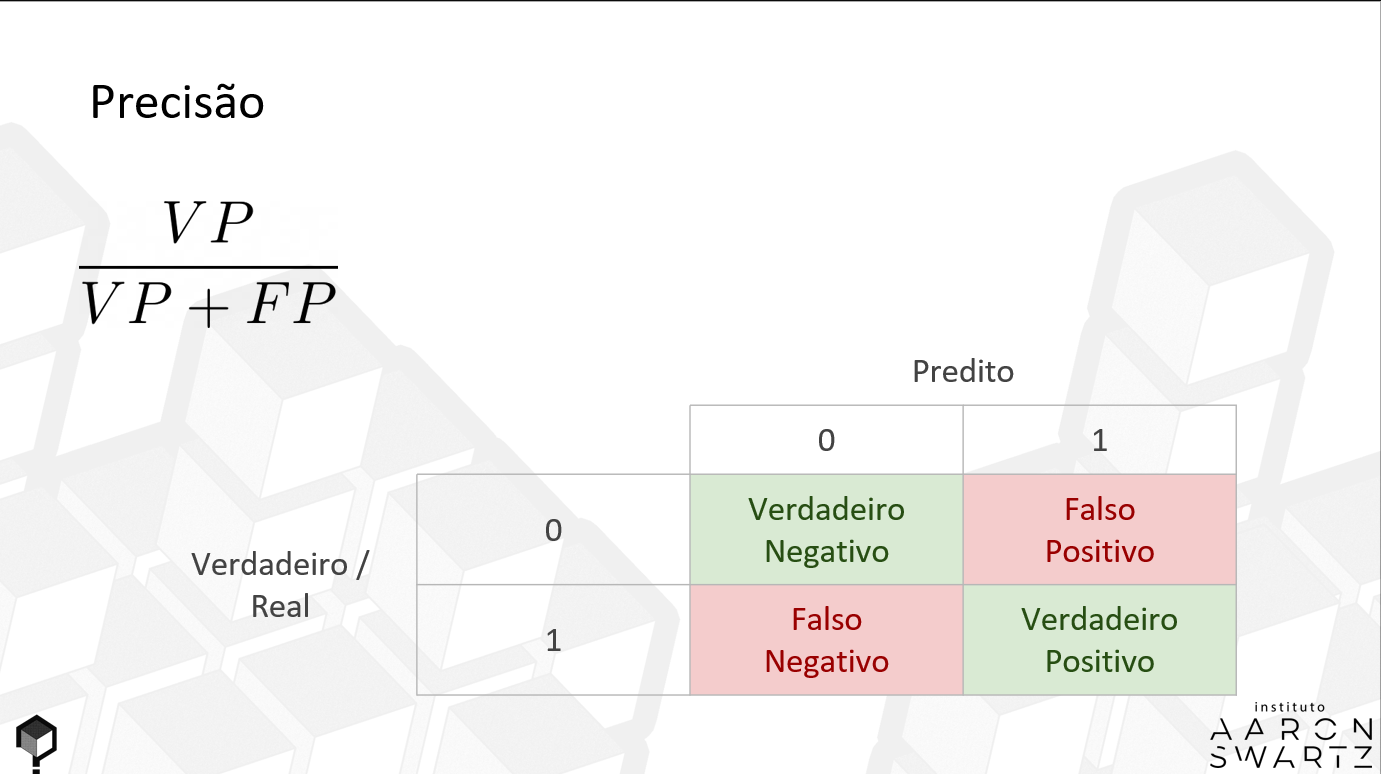 Precisão
VP
VP + FP
Predito
0
1
Verdadeiro /
Real
0
Verdadeiro
Negativo
Falso
Positivo
1
Falso
Negativo
Verdadeiro
Positivo
instituto
AARON
SWARTZ